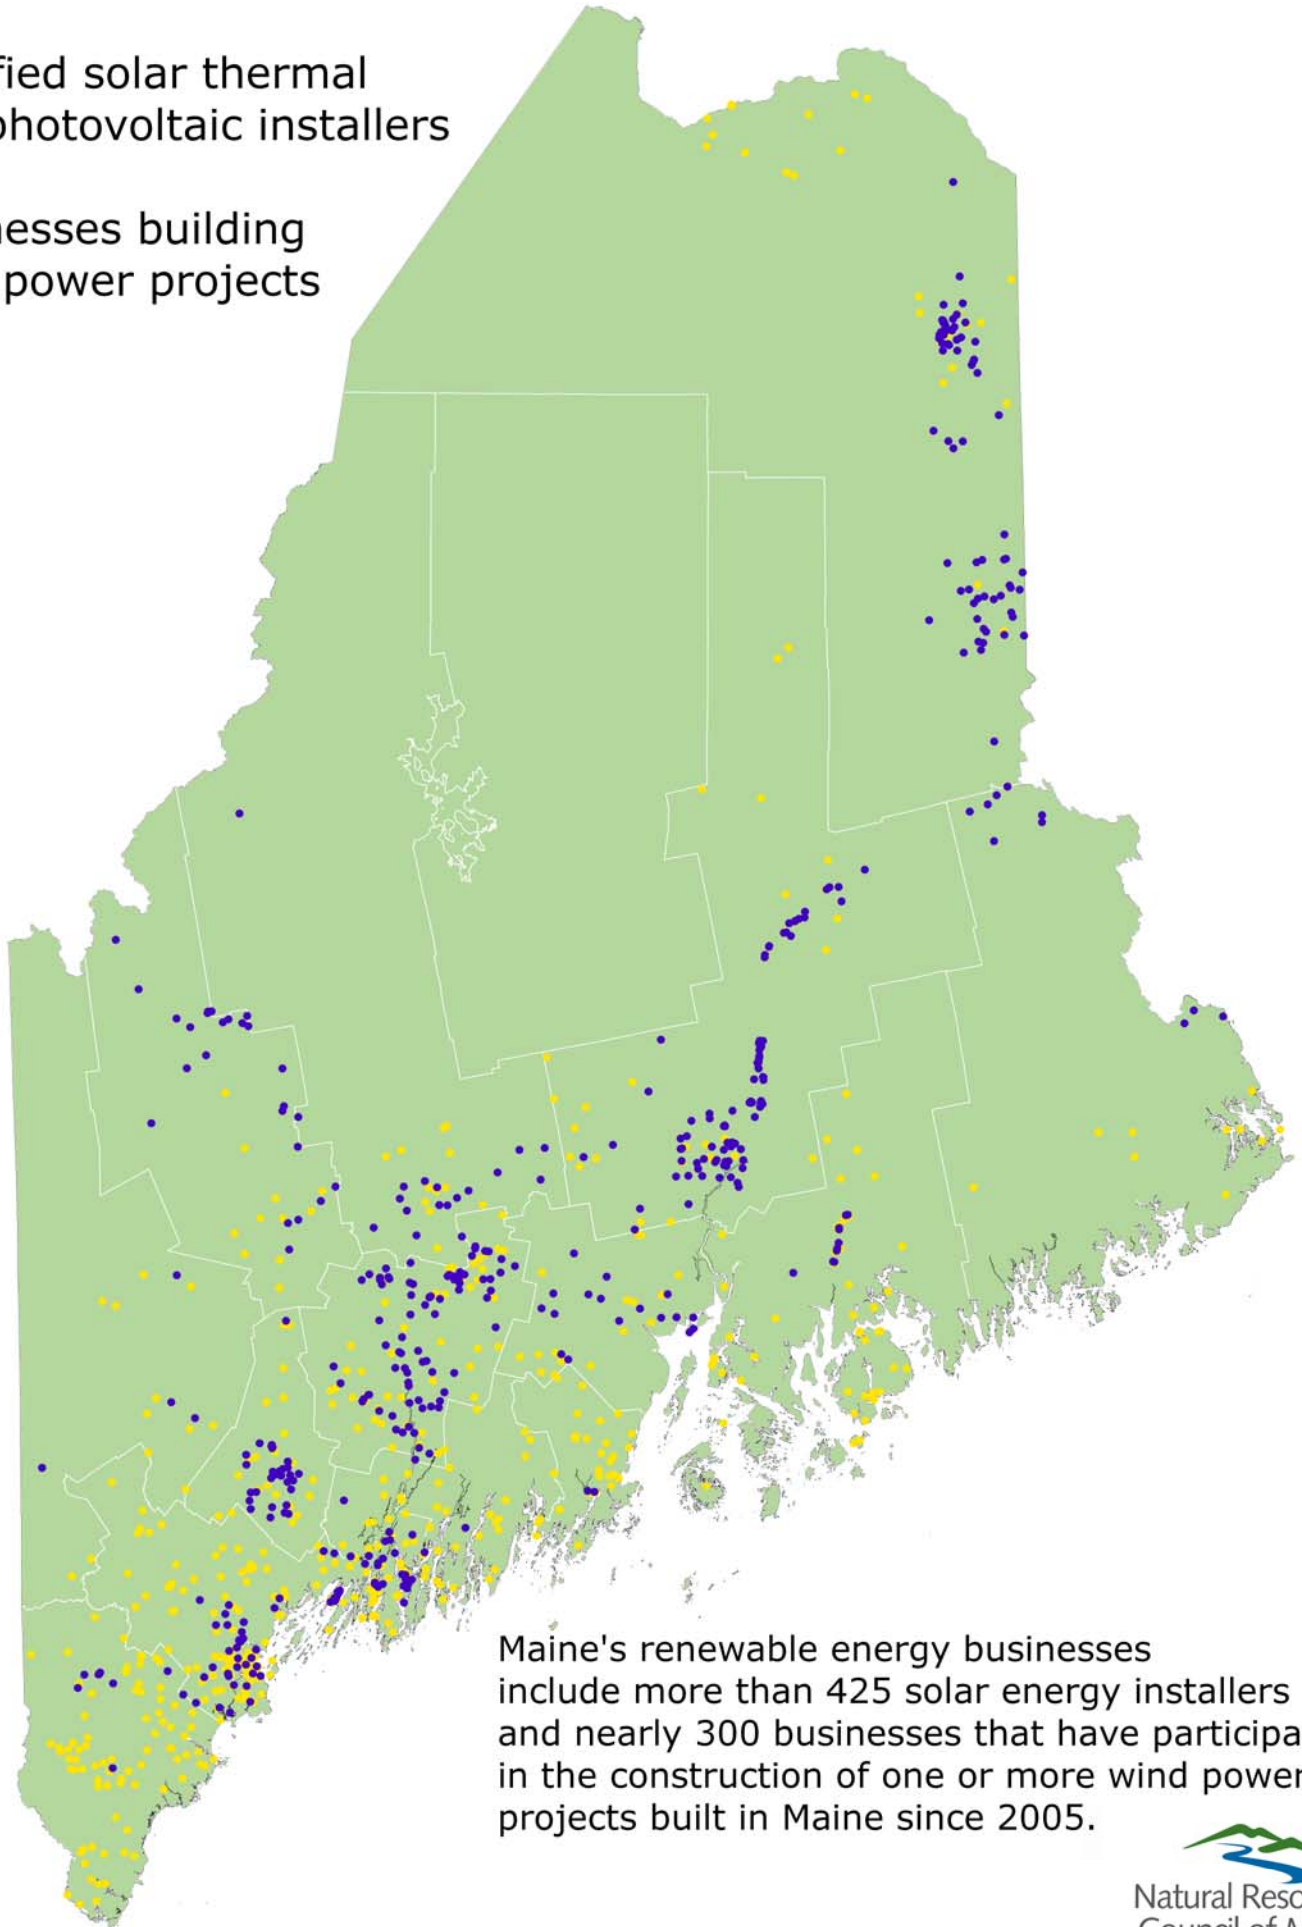 fied solar thermal
photovoltaic installers
nesses building
power projects
Maine's renewable energy businesses
include more than 425 solar energy installers
and nearly 300 businesses that have participa
in the construction of one or more wind power
projects built in Maine since 2005.
Natural Reso
Council of M